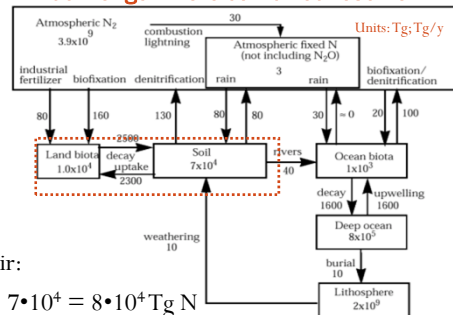 Atmospheric N2
3.9x10^9
combustion
lightning
30
Atmospheric fixed N
(not including N2O)
3
Units: Tg; Tg/y
industrial
fertilizer
biofixation
denitrification
rain
rain
biofixation/
denitrification
80
160
130
80
80
30
≈0
20
100
2500
Land biota
1.0x10^4
decay
uptake
2300
Soil
7x10^4
rivers
40
Ocean biota
1x10^3
decay
1600
upwelling
1600
Deep ocean
8x10^5
weathering
10
burial
10
Lithosphere
2x10^9
ir:
7•10^4 = 8•10^4 Tg N